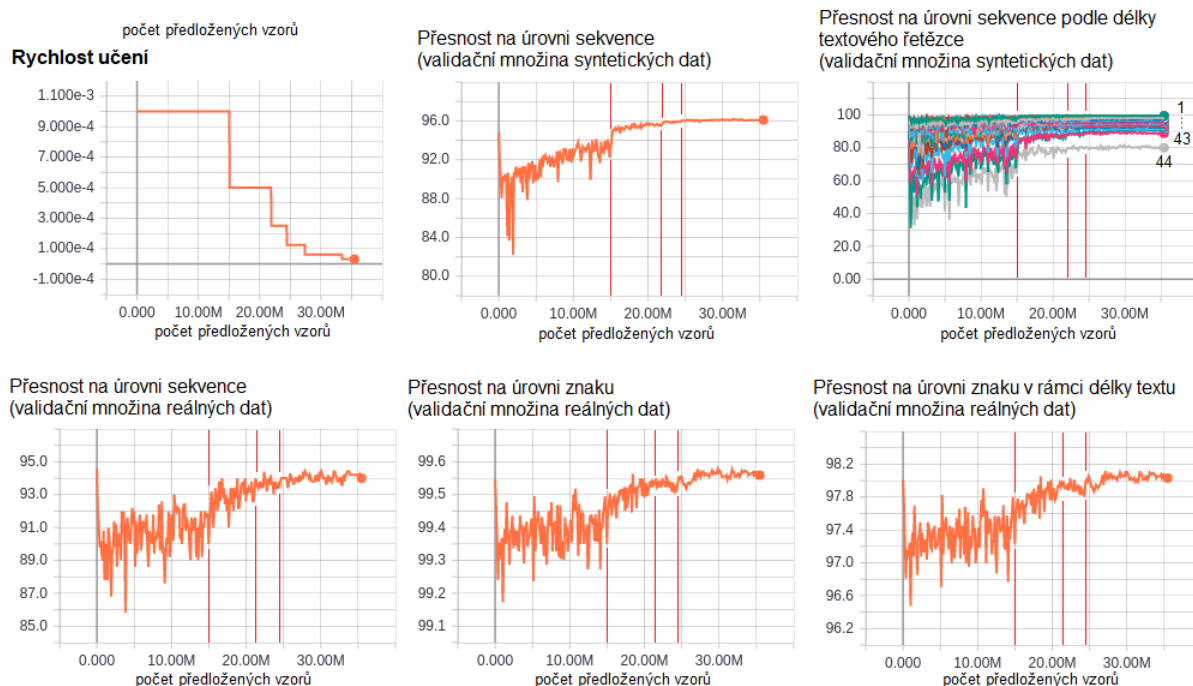 počet předložených vzorů
Rychlost učení
1.100e-3
9.000e-4
7.000e-4
5.000e-4
3.000e-4
1.000e-4
-1.000e-4
0.000 10.00M 20.00M 30.00M
počet předložených vzorů
Přesnost na úrovni sekvence
(validační množina syntetických dat)
96.0
92.0
88.0
84.0
80.0
0.000 10.00M 20.00M 30.00M
počet předložených vzorů
Přesnost na úrovni sekvence podle délky
textového řetězce
(validační množina syntetických dat)
100
80.0
60.0
40.0
20.0
0.00
1
43
44
0.000 10.00M 20.00M 30.00M
počet předložených vzorů
Přesnost na úrovni sekvence
(validační množina reálných dat)
95.0
93.0
91.0
89.0
87.0
85.0
0.000 10.00M 20.00M 30.00M
počet předložených vzorů
Přesnost na úrovni znaku
(validační množina reálných dat)
99.6
99.5
99.4
99.3
99.2
99.1
0.000 10.00M 20.00M 30.00M
počet předložených vzorů
Přesnost na úrovni znaku v rámci délky textu
(validační množina reálných dat)
98.2
97.8
97.4
97.0
96.6
96.2
0.000 10.00M 20.00M 30.00M
počet předložených vzorů